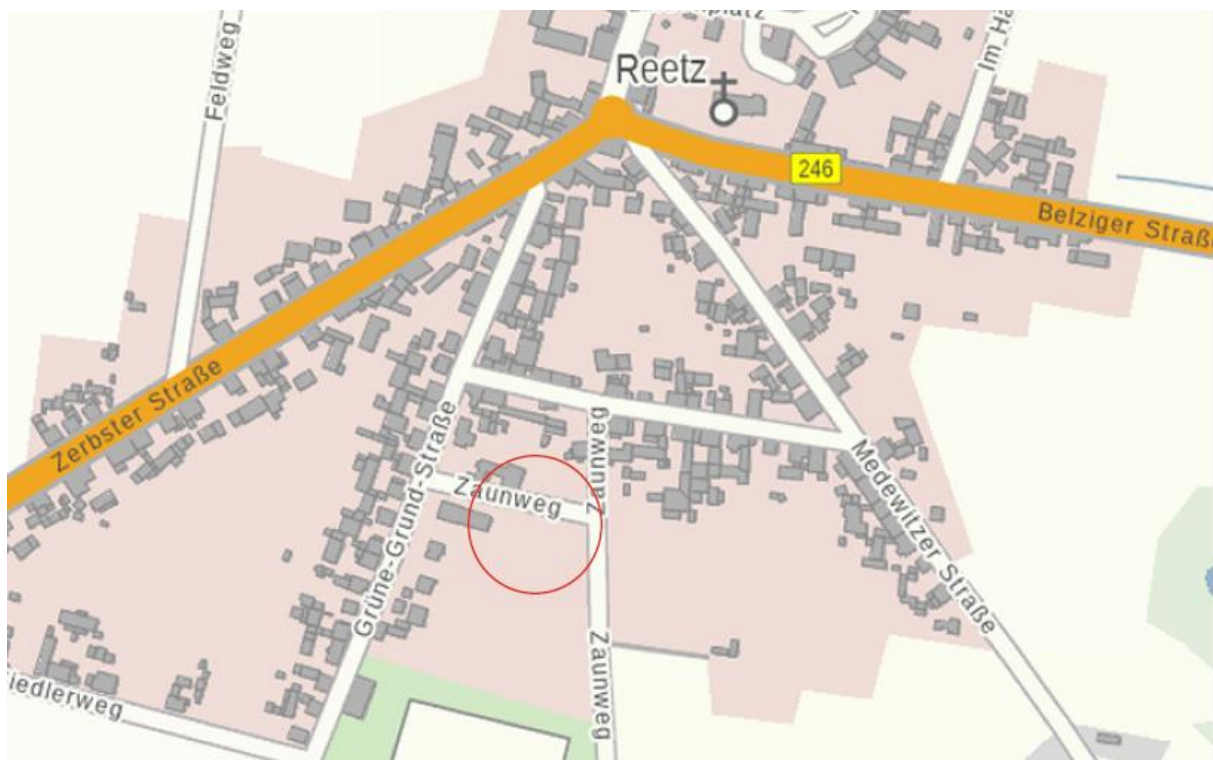 Feldweg
Reetz
246
Belziger Straße
Zerbster Straße
Grüne-Grund-Straße
Zaunweg
Zaunweg
Medewitzer Straße
Zaunweg